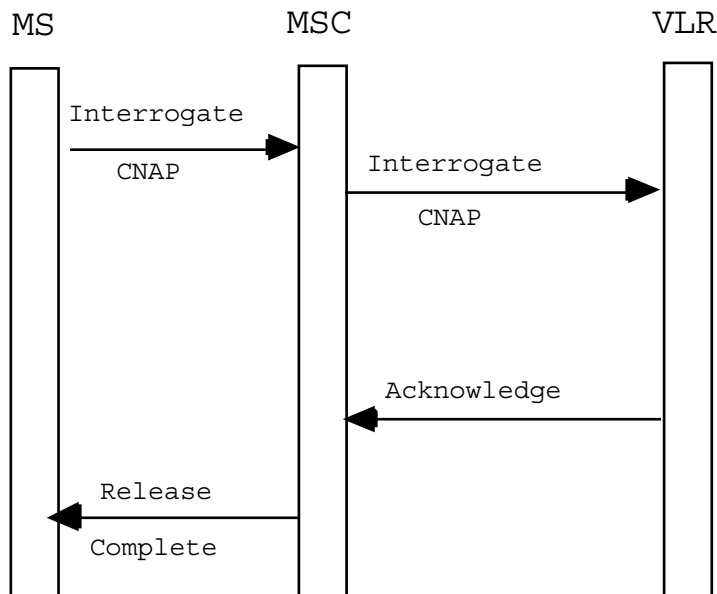 MS
MSC
VLR
Interrogate
CNAP
Interrogate
CNAP
Acknowledge
Release
Complete